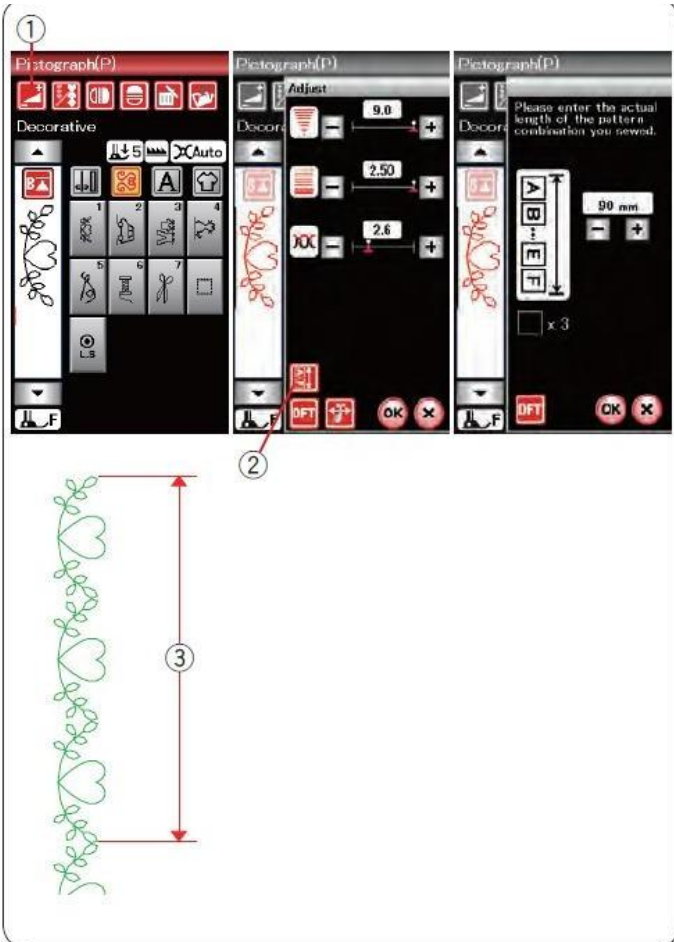 1
Pictograph(P)
Decorative
5
Auto
B
A
1
2
3
4
5
6
7
L.S
F
Pictograph(P)
Adjust
Decor
9.0
B
2.50
2.6
DFT
OK
F
2
Pictograph(P)
Please enter the actual
length of the pattern
combination you sewed.
Decor
B
A
B
E
F
90 mm
x 3
DFT
OK
F
3